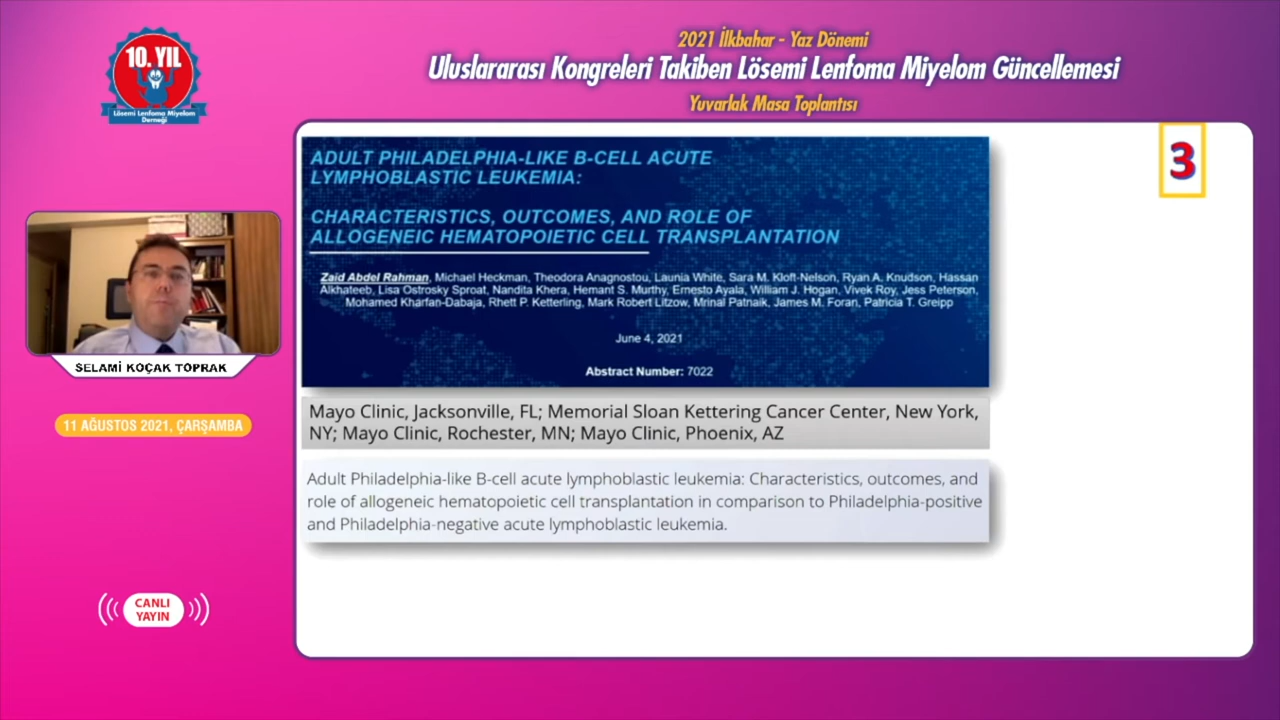 10. YIL
Lösemi Lenfoma Miyelom
Derneği
2021 İlkbahar - Yaz Dönemi
Uluslararası Kongreleri Takiben Lösemi Lenfoma Miyelom Güncellemesi
Yuvarlak Masa Toplantısı
3
ADULT PHILADELPHIA-LIKE B-CELL ACUTE
LYMPHOBLASTIC LEUKEMIA:
CHARACTERISTICS, OUTCOMES, AND ROLE OF
ALLOGENEIC HEMATOPOIETIC CELL TRANSPLANTATION
Zaid Abdel Rahman, Michael Heckman, Theodora Anagnostou, Launia White, Sara M. Kloft-Nelson, Ryan A. Knudson, Hassan
Alkhateeb, Lisa Ostrosky Sproat, Nandita Khera, Hemant S. Murthy, Ernesto Ayala, William J. Hogan, Vivek Roy, Jess Peterson,
Mohamed Kharfan-Dabaja, Rhett P. Ketterling, Mark Robert Litzow, Mrinal Patnaik, James M. Foran, Patricia T. Greipp
June 4, 2021
Abstract Number: 7022
Mayo Clinic, Jacksonville, FL; Memorial Sloan Kettering Cancer Center, New York,
NY; Mayo Clinic, Rochester, MN; Mayo Clinic, Phoenix, AZ
Adult Philadelphia-like B-cell acute lymphoblastic leukemia: Characteristics, outcomes, and
role of allogeneic hematopoietic cell transplantation in comparison to Philadelphia-positive
and Philadelphia-negative acute lymphoblastic leukemia.
SELAMİ KOÇAK TOPRAK
11 AĞUSTOS 2021, ÇARŞAMBA
CANLI
YAYIN